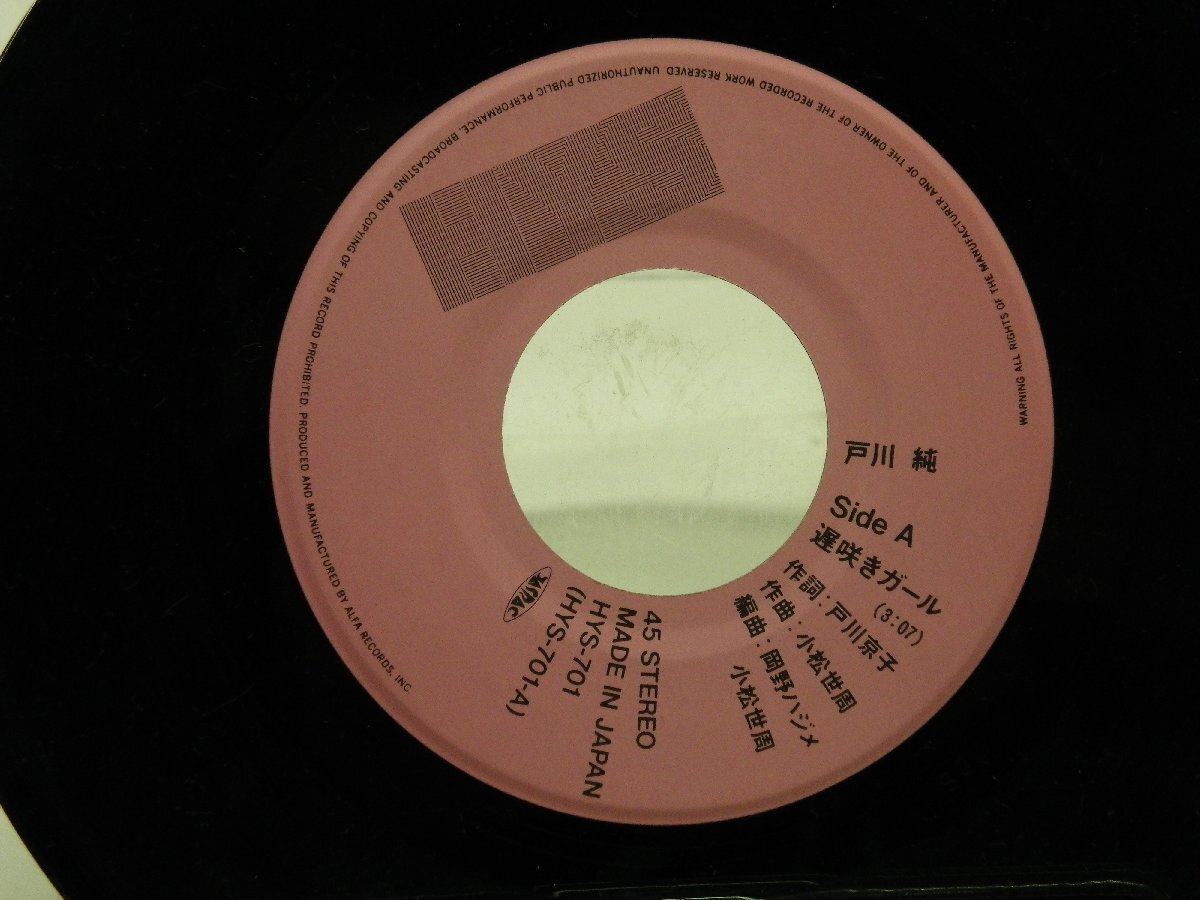 戸川 純
Side A
遅咲きガール
(3:07)
作詞：戸川京子
作曲：小松世周
編曲：岡野ハジメ
小松世周
45 STEREO
MADE IN JAPAN
HYS-701
(HYS-701-A)
WARNING ALL RIGHTS OF THE MANUFACTURER AND OF THE OWNER OF THE RECORDED WORK RESERVED UNAUTHORIZED PUBLIC PERFORMANCE, BROADCASTING AND COPYING OF THIS RECORD PROHIBITED. PRODUCED AND MANUFACTURED BY ALFA RECORDS, INC